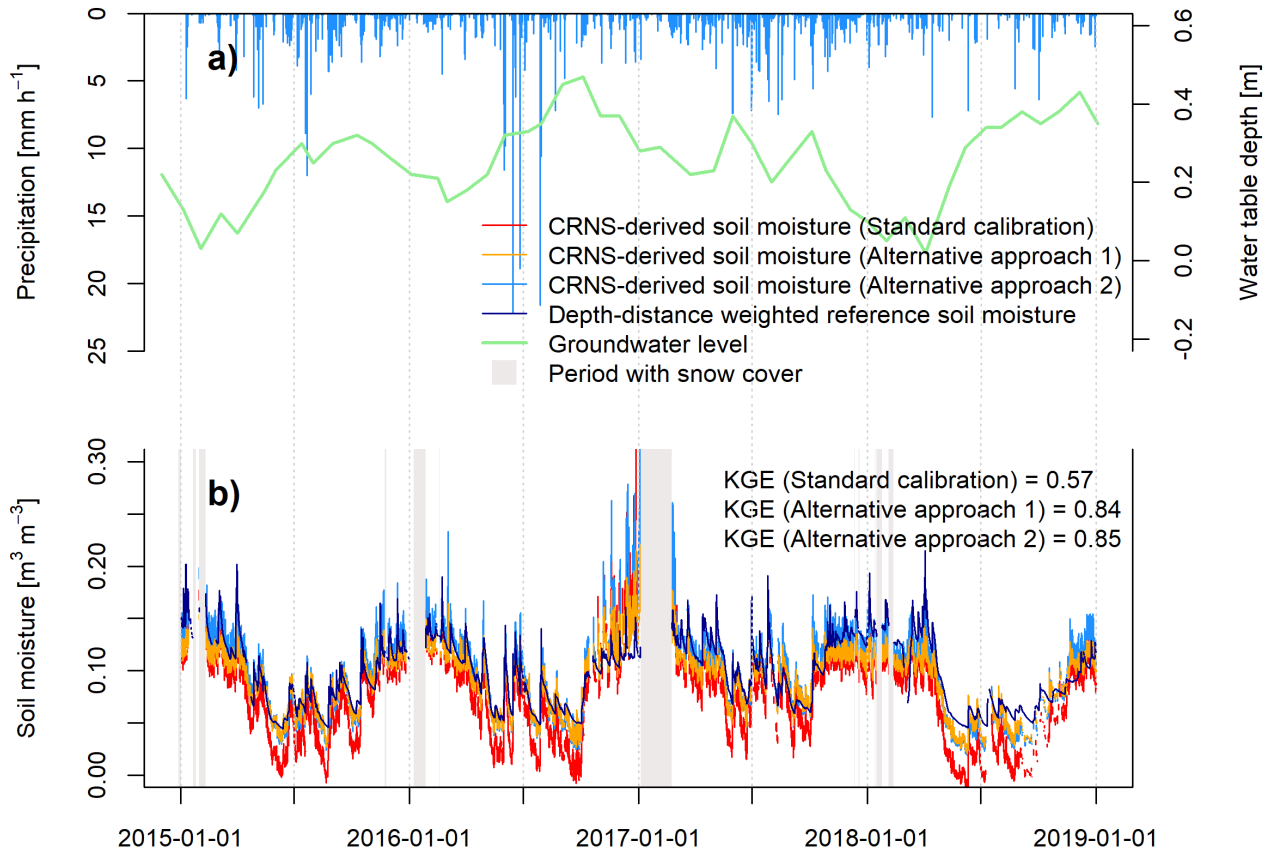 a)
0
5
10
15
20
25
Precipitation [mm h⁻¹]
0.6
0.4
0.2
0.0
-0.2
Water table depth [m]
CRNS-derived soil moisture (Standard calibration)
CRNS-derived soil moisture (Alternative approach 1)
CRNS-derived soil moisture (Alternative approach 2)
Depth-distance weighted reference soil moisture
Groundwater level
Period with snow cover
b)
0.30
0.20
0.10
0.00
Soil moisture [m³ m⁻³]
KGE (Standard calibration) = 0.57
KGE (Alternative approach 1) = 0.84
KGE (Alternative approach 2) = 0.85
2015-01-01
2016-01-01
2017-01-01
2018-01-01
2019-01-01